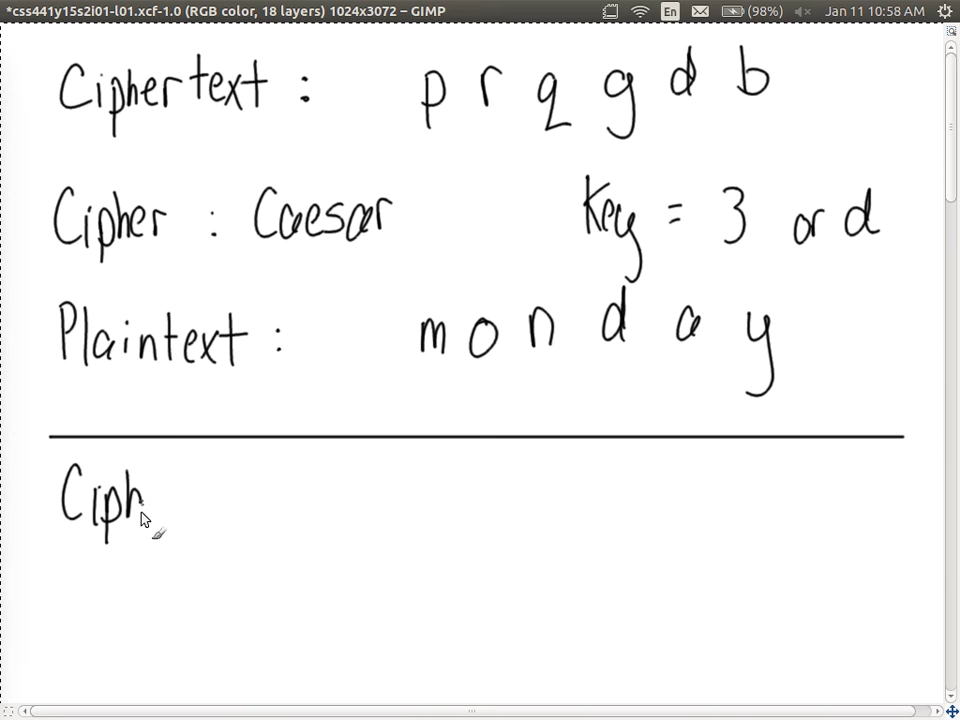 *css441y15s2i01-l01.xcf-1.0 (RGB color, 18 layers) 1024x3072 – GIMP En (98%) Jan 11 10:58 AM
Ciphertext : p r q g d b
Cipher : Caesar Key = 3 or d
Plaintext : m o n d a y
Ciph